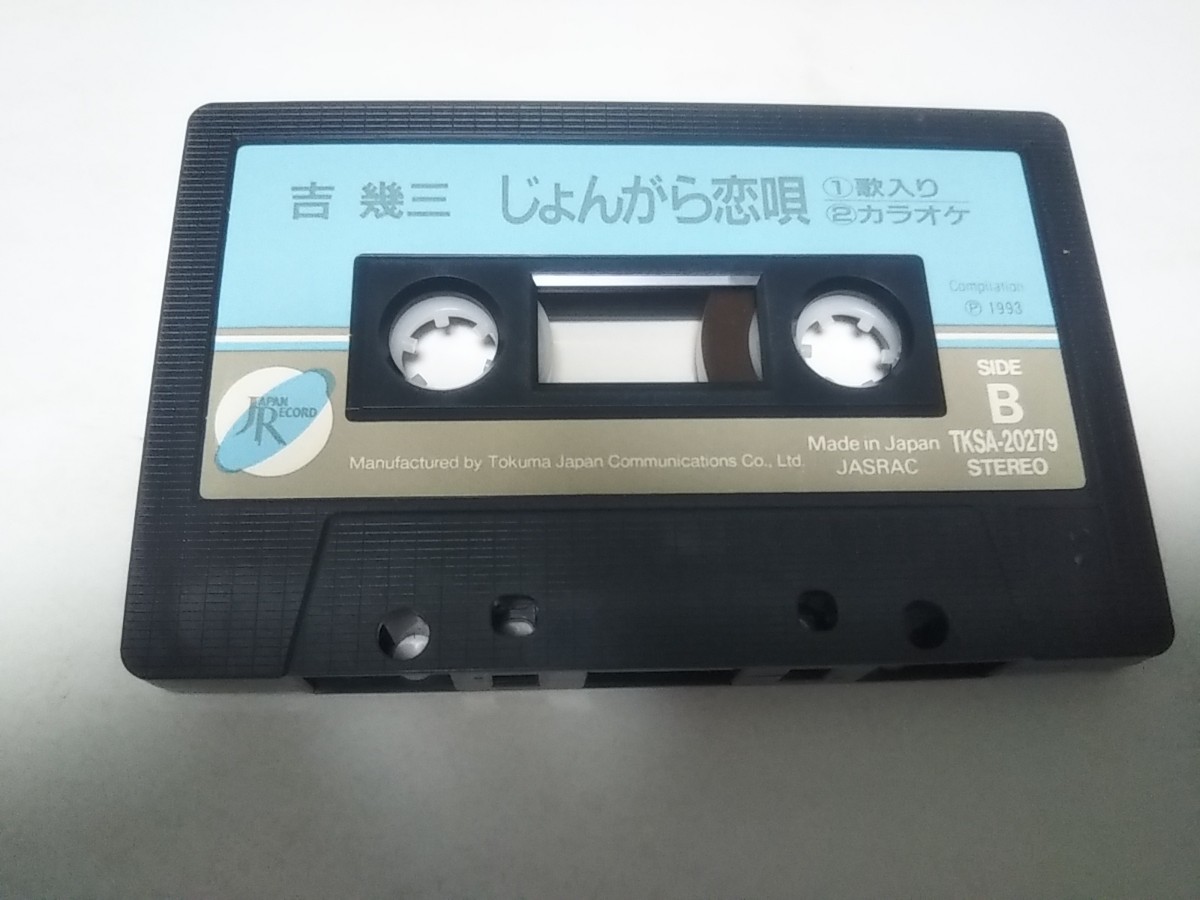 吉 幾三 じょんがら恋唄 ①歌入り
②カラオケ
Compilation
Ⓟ 1993
JAPAN
RECORD
SIDE
B
TKSA-20279
STEREO
Made in Japan
JASRAC
Manufactured by Tokuma Japan Communications Co., Ltd.